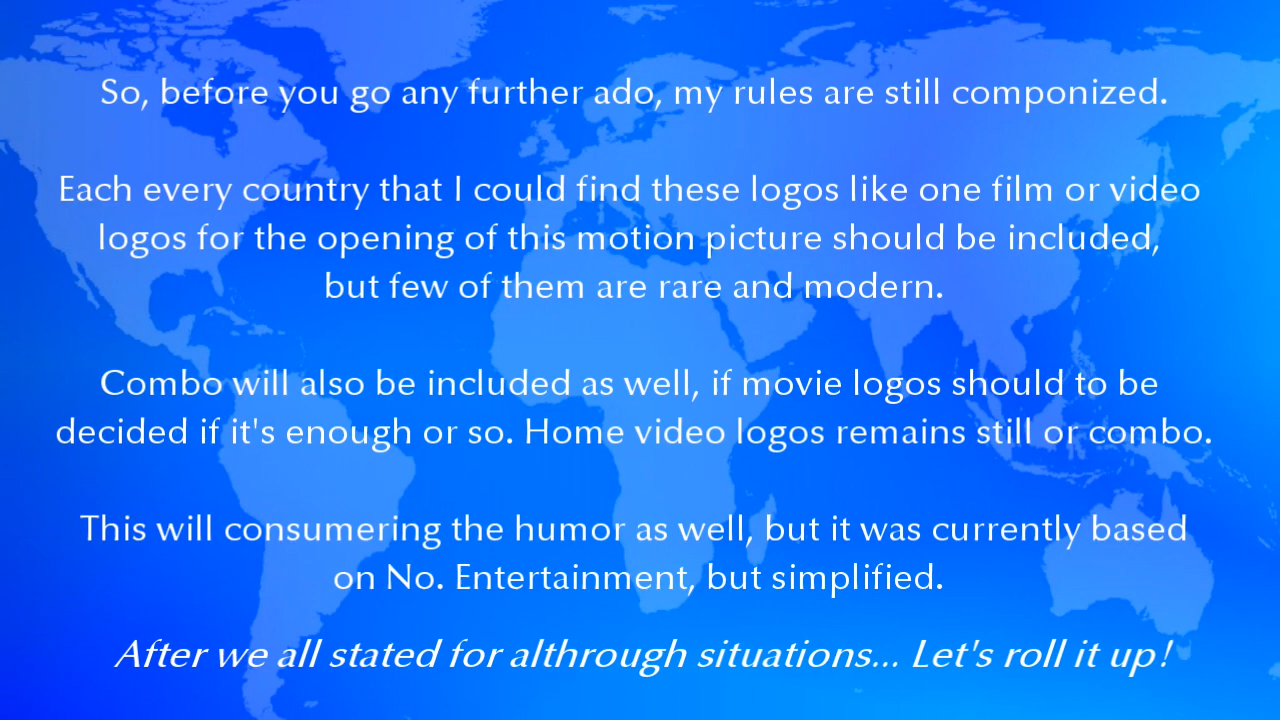 So, before you go any further ado, my rules are still componized.
Each every country that I could find these logos like one film or video
logos for the opening of this motion picture should be included,
but few of them are rare and modern.
Combo will also be included as well, if movie logos should to be
decided if it's enough or so. Home video logos remains still or combo.
This will consumering the humor as well, but it was currently based
on No. Entertainment, but simplified.
After we all stated for althrough situations... Let's roll it up!